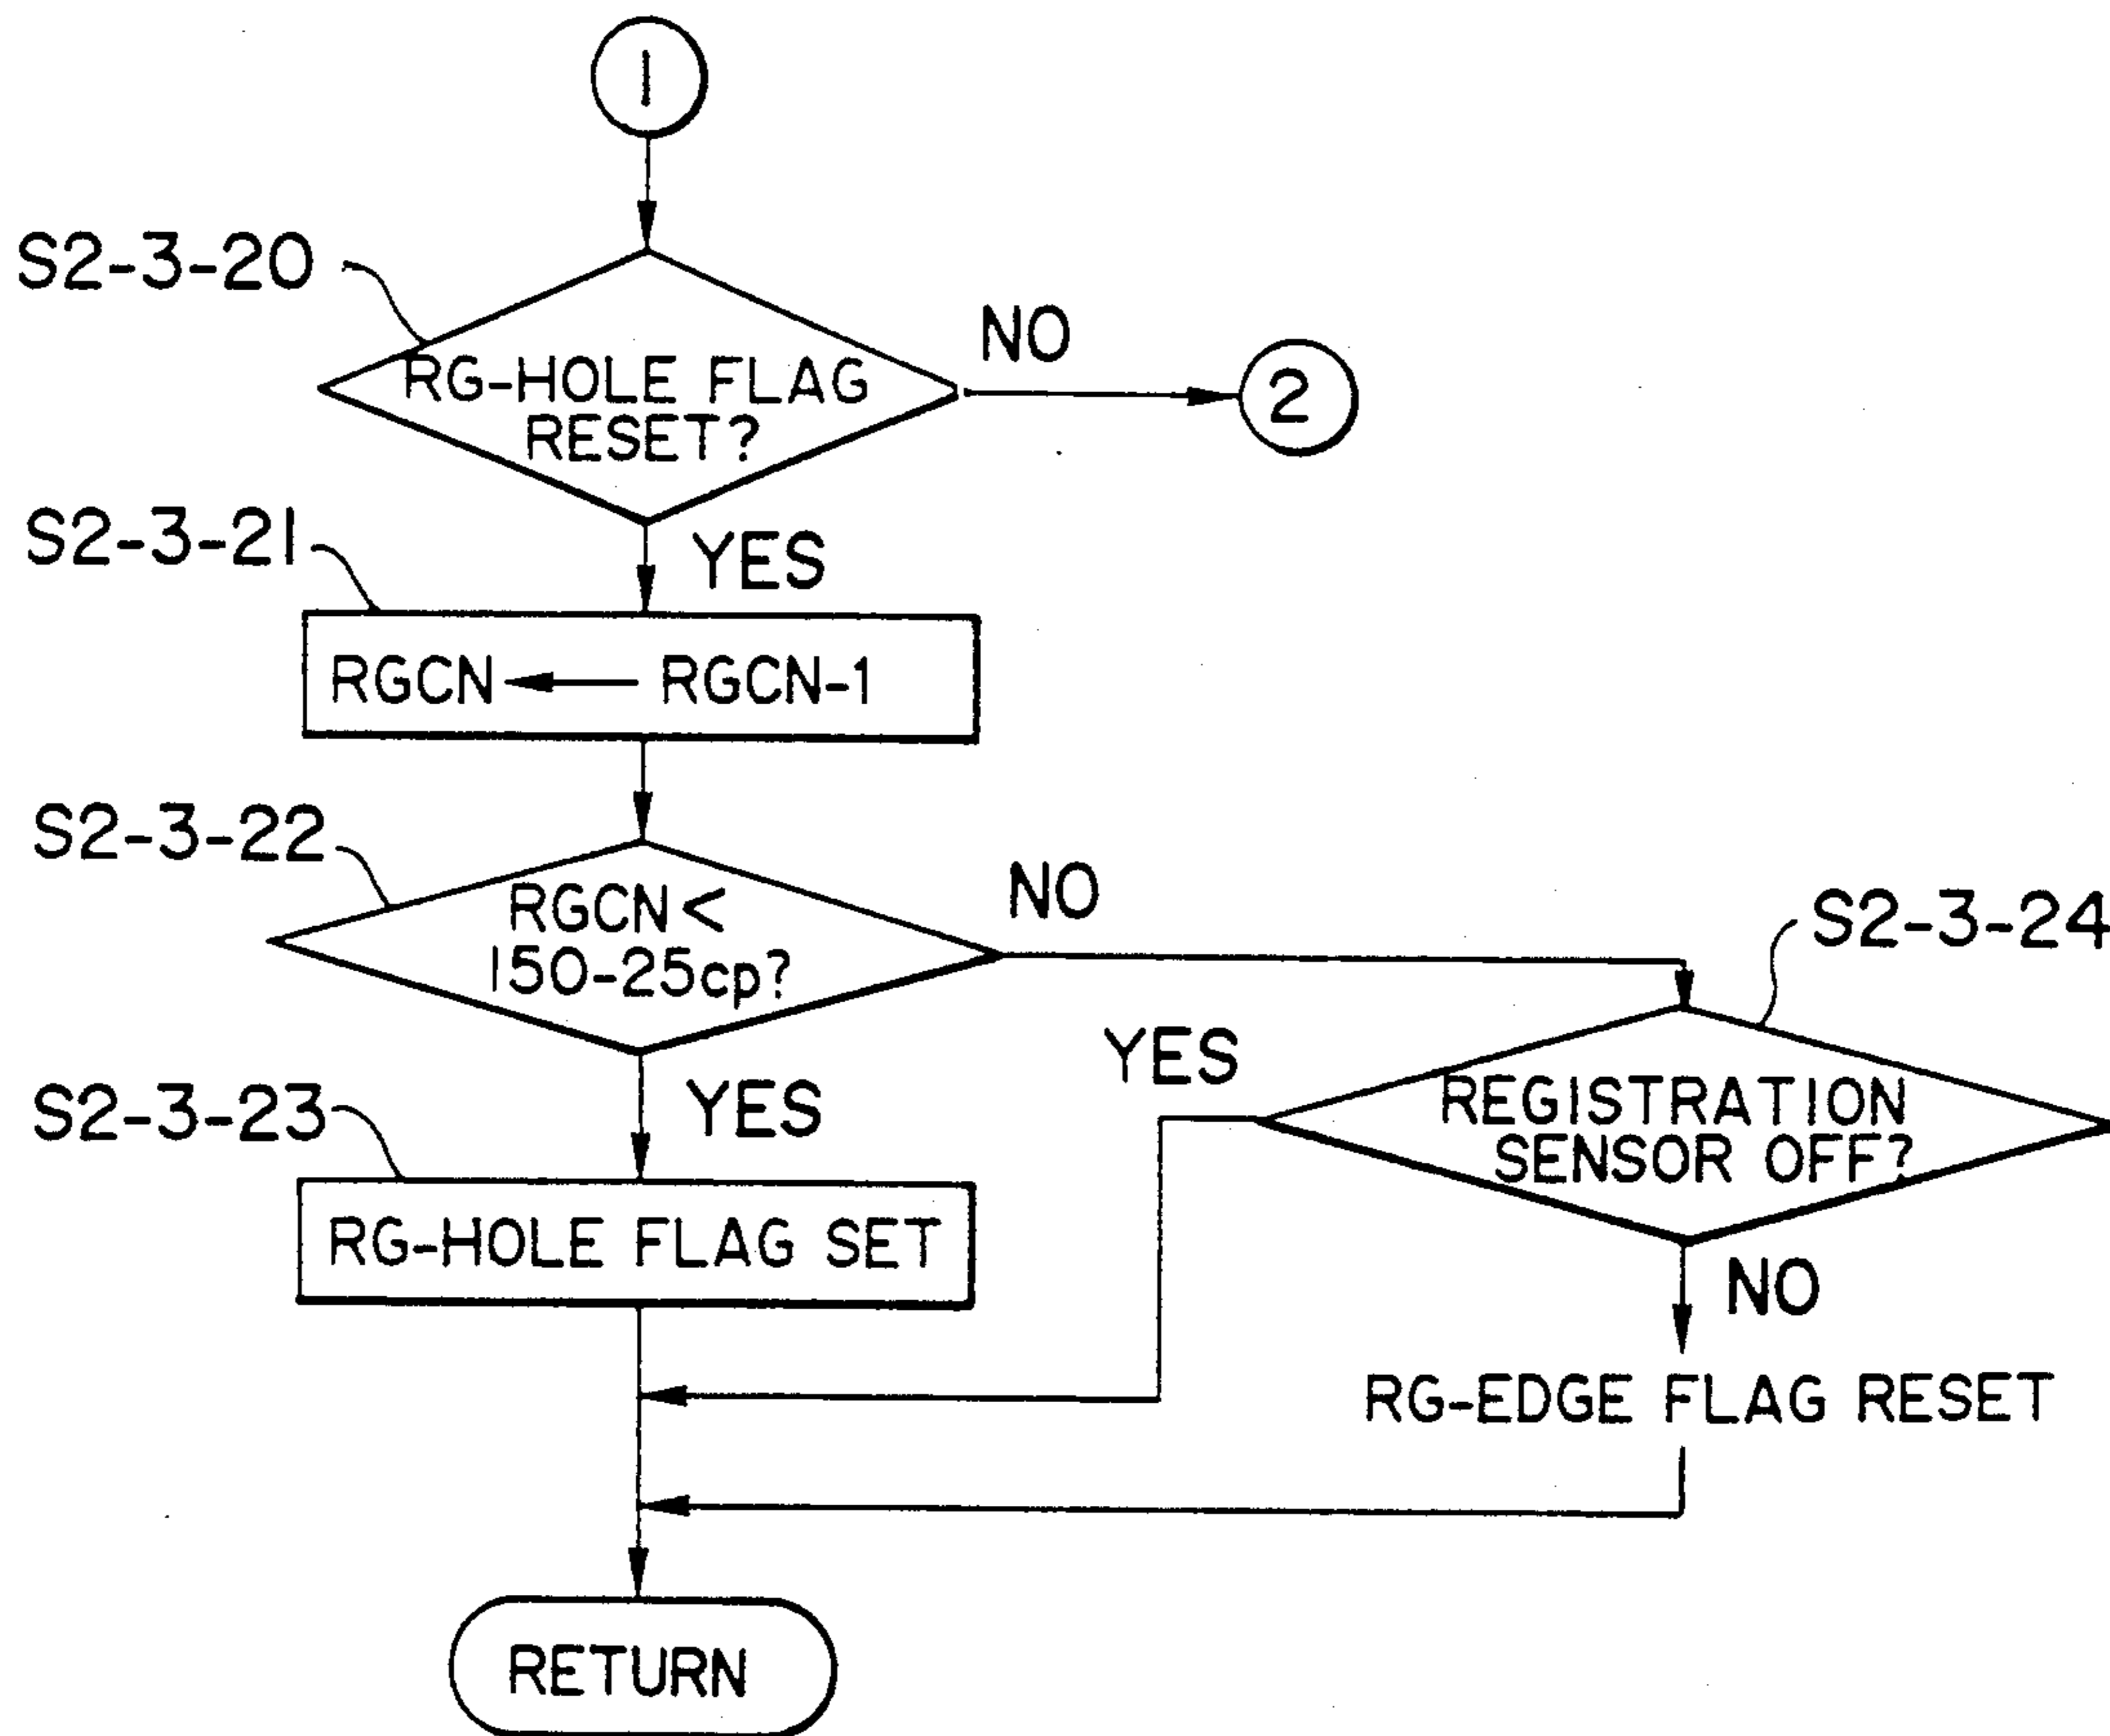 1
S2-3-20
NO
RG-HOLE FLAG
RESET?
2
S2-3-21
YES
RGCN ← RGCN-1
S2-3-22
RGCN<
150-25cp?
NO
S2-3-24
YES
REGISTRATION
SENSOR OFF?
S2-3-23
YES
RG-HOLE FLAG SET
NO
RG-EDGE FLAG RESET
RETURN